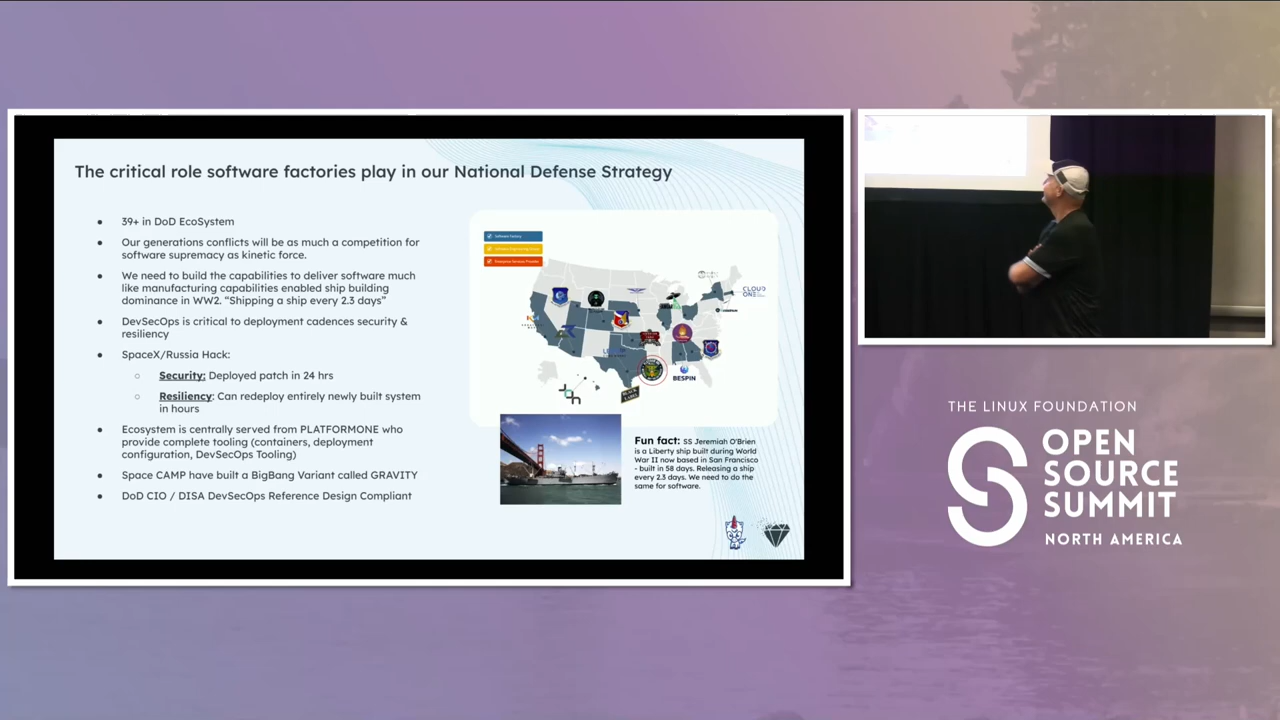 The critical role software factories play in our National Defense Strategy
● 39+ in DoD EcoSystem
● Our generations conflicts will be as much a competition for
software supremacy as kinetic force.
● We need to build the capabilities to deliver software much
like manufacturing capabilities enabled ship building
dominance in WW2. “Shipping a ship every 2.3 days”
● DevSecOps is critical to deployment cadences security &
resiliency
● SpaceX/Russia Hack:
○ Security: Deployed patch in 24 hrs
○ Resiliency: Can redeploy entirely newly built system
in hours
● Ecosystem is centrally served from PLATFORMONE who
provide complete tooling (containers, deployment
configuration, DevSecOps Tooling)
● Space CAMP have built a BigBang Variant called GRAVITY
● DoD CIO / DISA DevSecOps Reference Design Compliant
Software Factory
Enterprise Services Provider
CLOUD
ONE
BESPIN
Fun fact: SS Jeremiah O'Brien
is a Liberty ship built during World
War II now based in San Francisco
- built in 58 days. Releasing a ship
every 2.3 days. We need to do the
same for software.
THE LINUX FOUNDATION
OPEN
SOURCE
SUMMIT
NORTH AMERICA